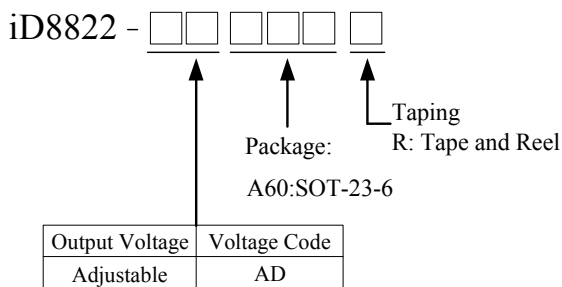 iD8822 -
Taping
R: Tape and Reel
Package:
A60:SOT-23-6
Output Voltage Voltage Code
Adjustable AD